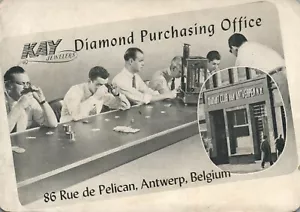 KAY
JEWELERS
Diamond Purchasing Office
86 Rue de Pelican, Antwerp, Belgium